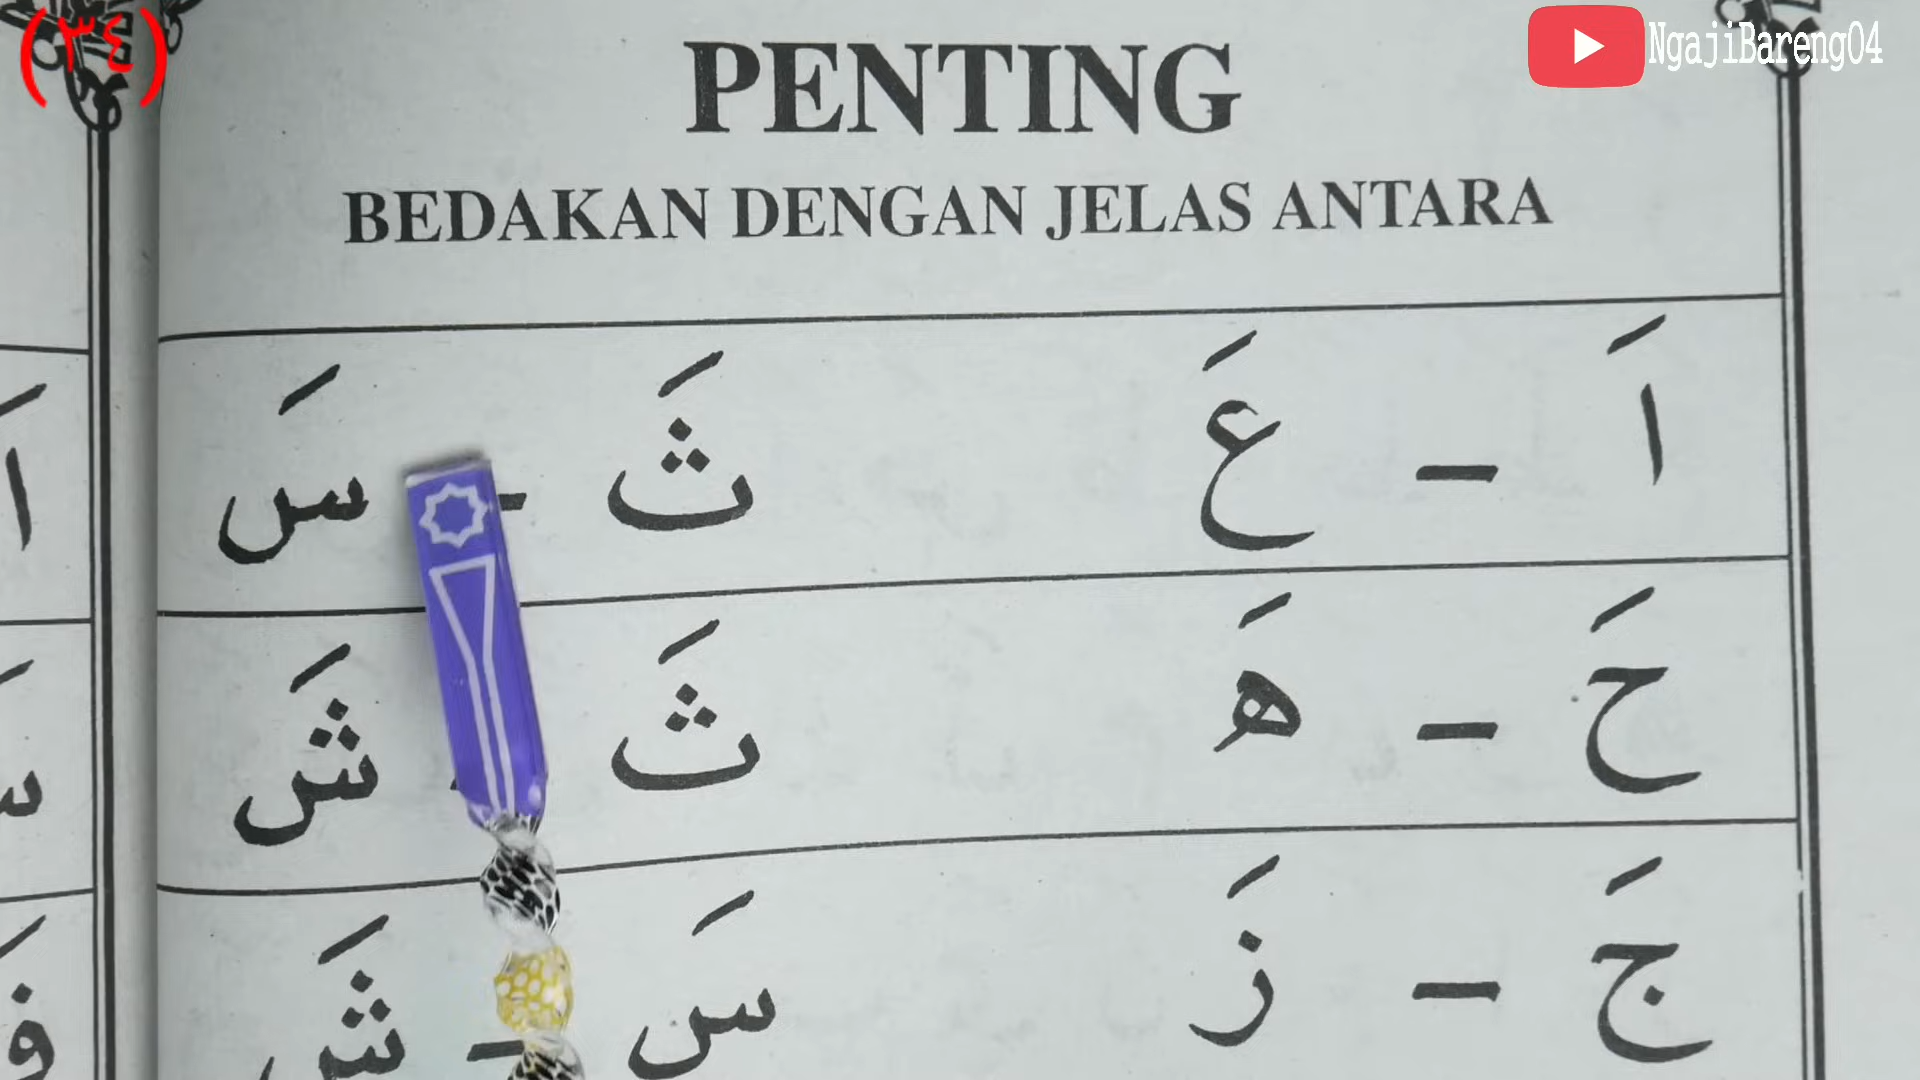 (٣٤)
NgajiBareng04
PENTING
BEDAKAN DENGAN JELAS ANTARA
اَ - عَ ثَ - سَ
حَ - هَ ثَ - شَ
جَ - زَ سَ - شَ